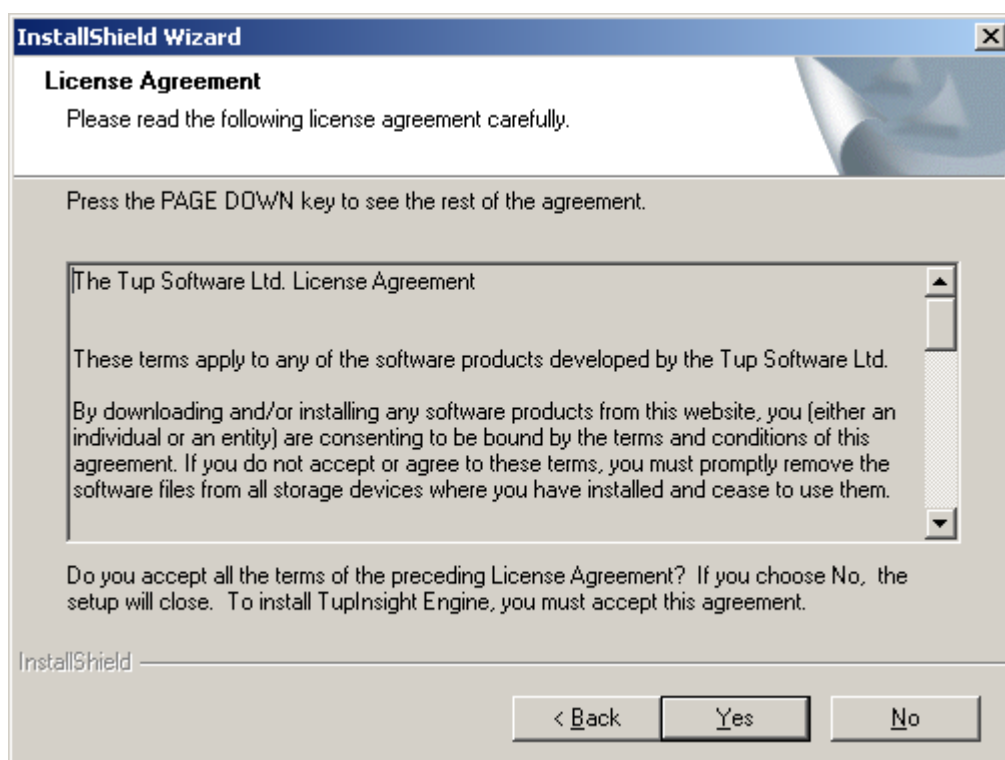 InstallShield Wizard
License Agreement
Please read the following license agreement carefully.
Press the PAGE DOWN key to see the rest of the agreement.
The Tup Software Ltd. License Agreement
These terms apply to any of the software products developed by the Tup Software Ltd.
By downloading and/or installing any software products from this website, you (either an
individual or an entity) are consenting to be bound by the terms and conditions of this
agreement. If you do not accept or agree to these terms, you must promptly remove the
software files from all storage devices where you have installed and cease to use them.
Do you accept all the terms of the preceding License Agreement?  If you choose No,  the
setup will close.  To install TupInsight Engine, you must accept this agreement.
InstallShield
< Back
Yes
No